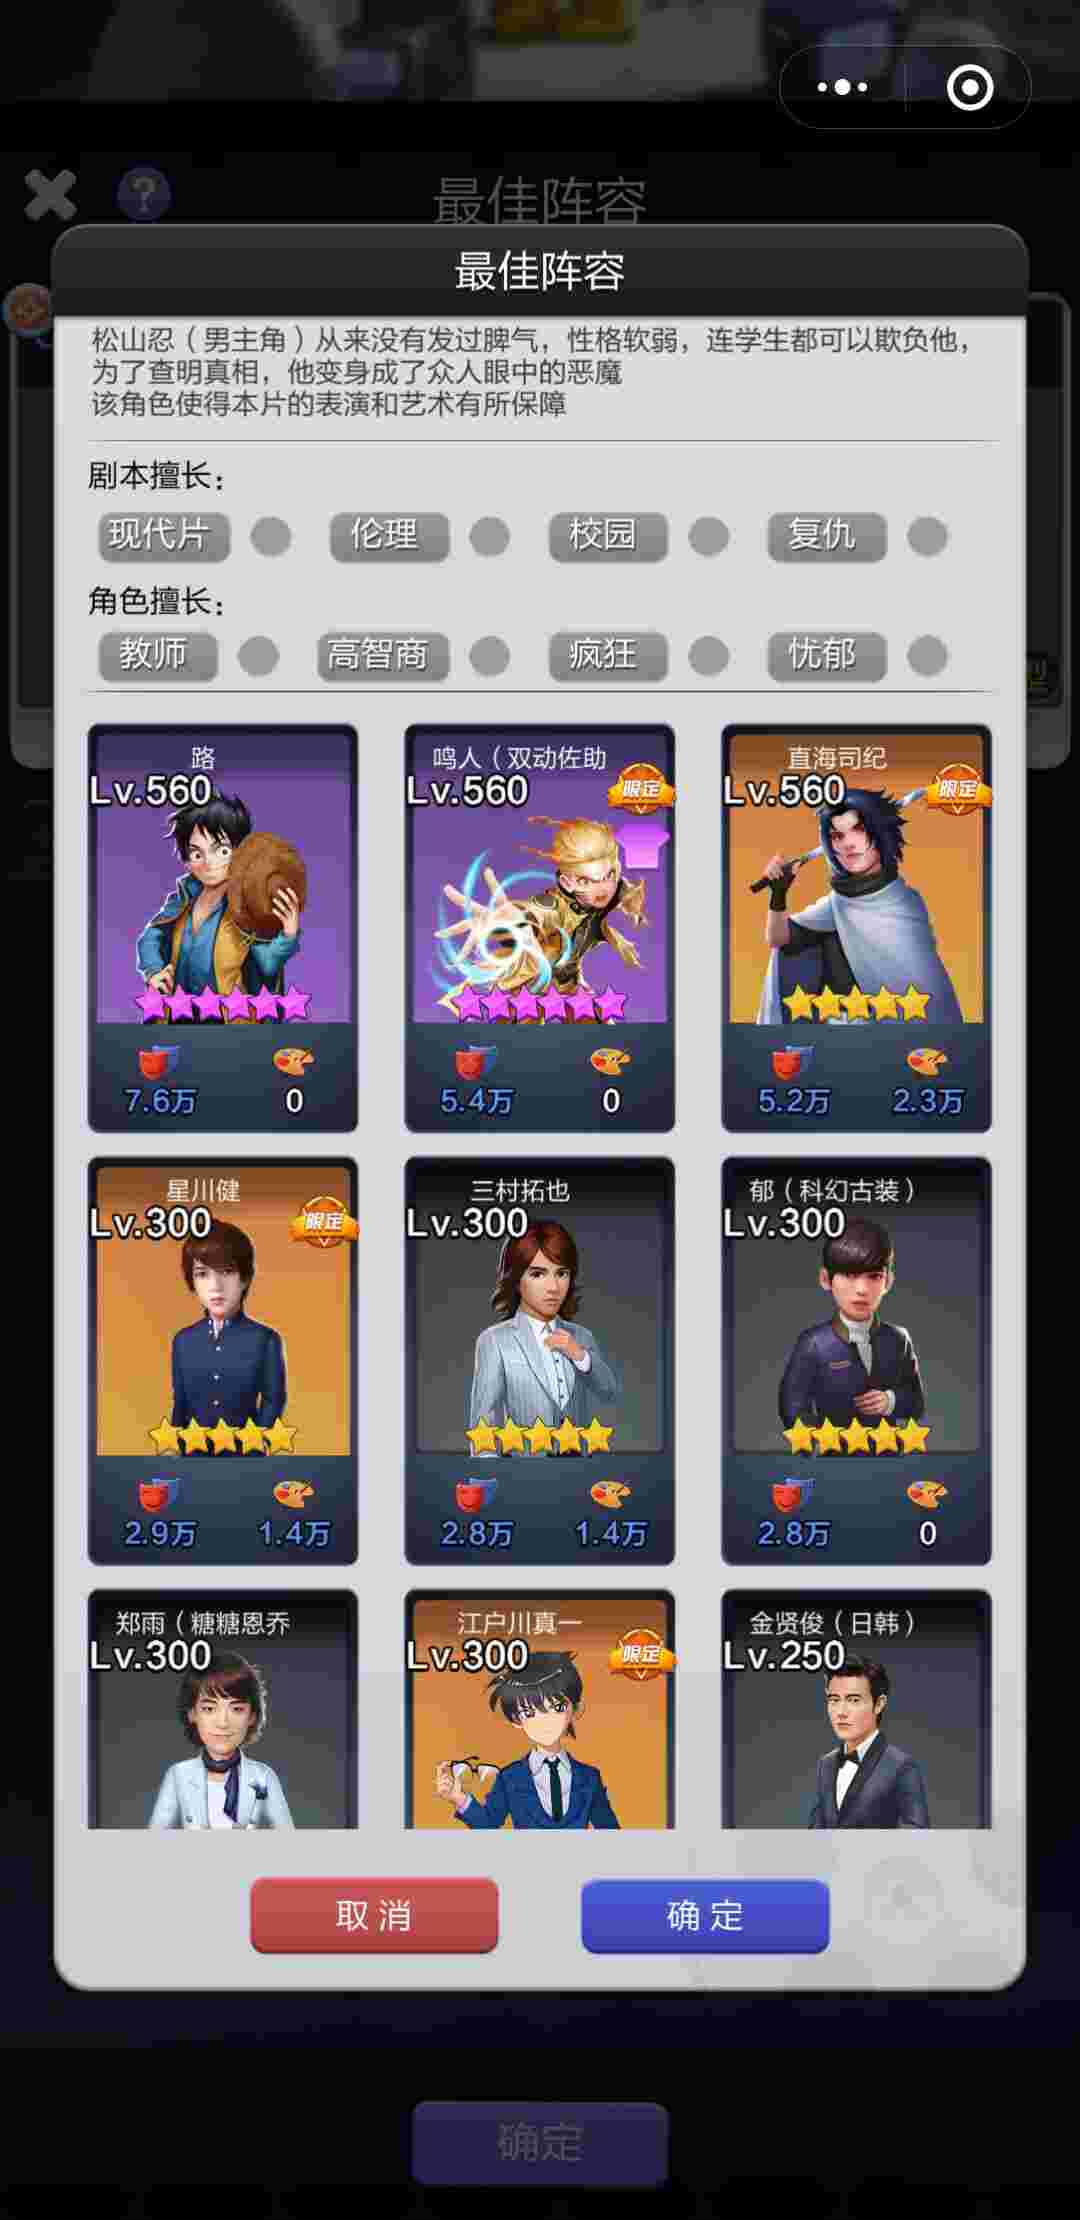 最佳阵容
最佳阵容
松山忍（男主角）从来没有发过脾气，性格软弱，连学生都可以欺负他，
为了查明真相，他变身成了众人眼中的恶魔
该角色使得本片的表演和艺术有所保障
剧本擅长：
现代片 伦理 校园 复仇
角色擅长：
教师 高智商 疯狂 忧郁
路 鸣人（双动佐助 直海司纪
Lv.560 Lv.560 限定 Lv.560 限定
7.6万 0 5.4万 0 5.2万 2.3万
星川健 三村拓也 郁（科幻古装）
Lv.300 限定 Lv.300 Lv.300
2.9万 1.4万 2.8万 1.4万 2.8万 0
郑雨（糖糖恩乔 江户川真一 金贤俊（日韩）
Lv.300 Lv.300 限定 Lv.250
取消 确定
确定